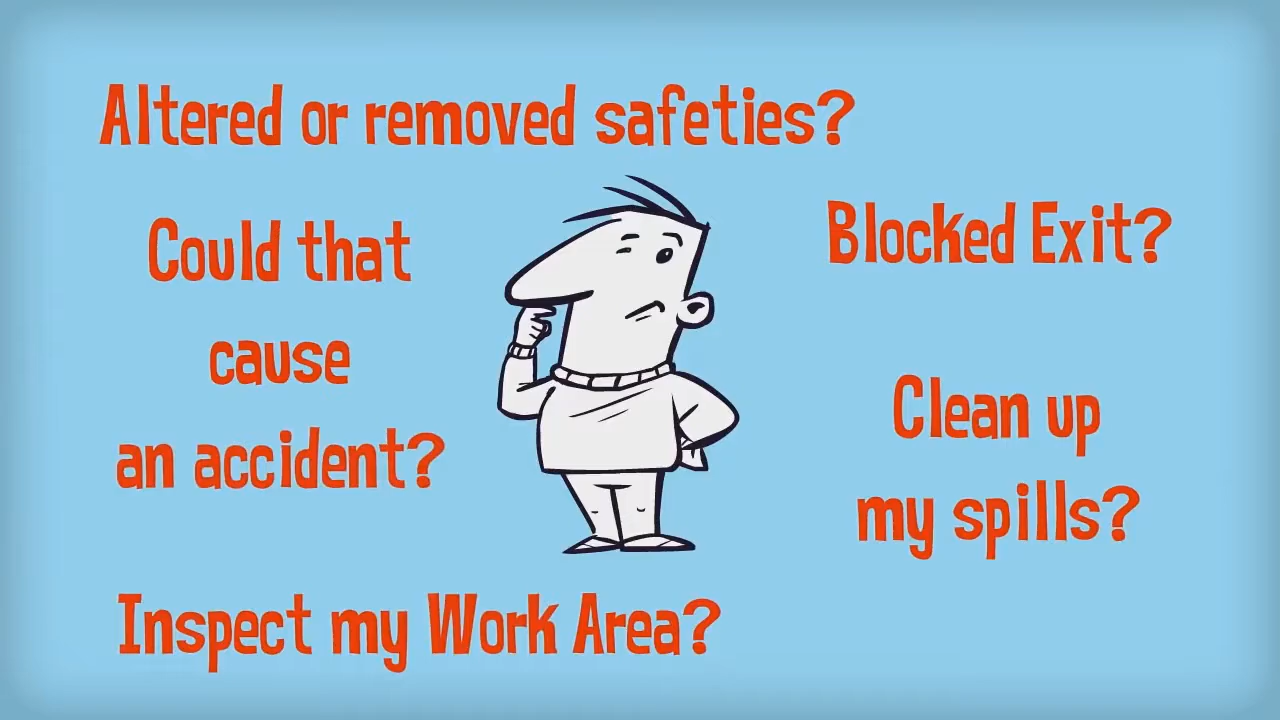 Altered or removed safeties?
Could that
cause
an accident?
Blocked Exit?
Clean up
my spills?
Inspect my Work Area?